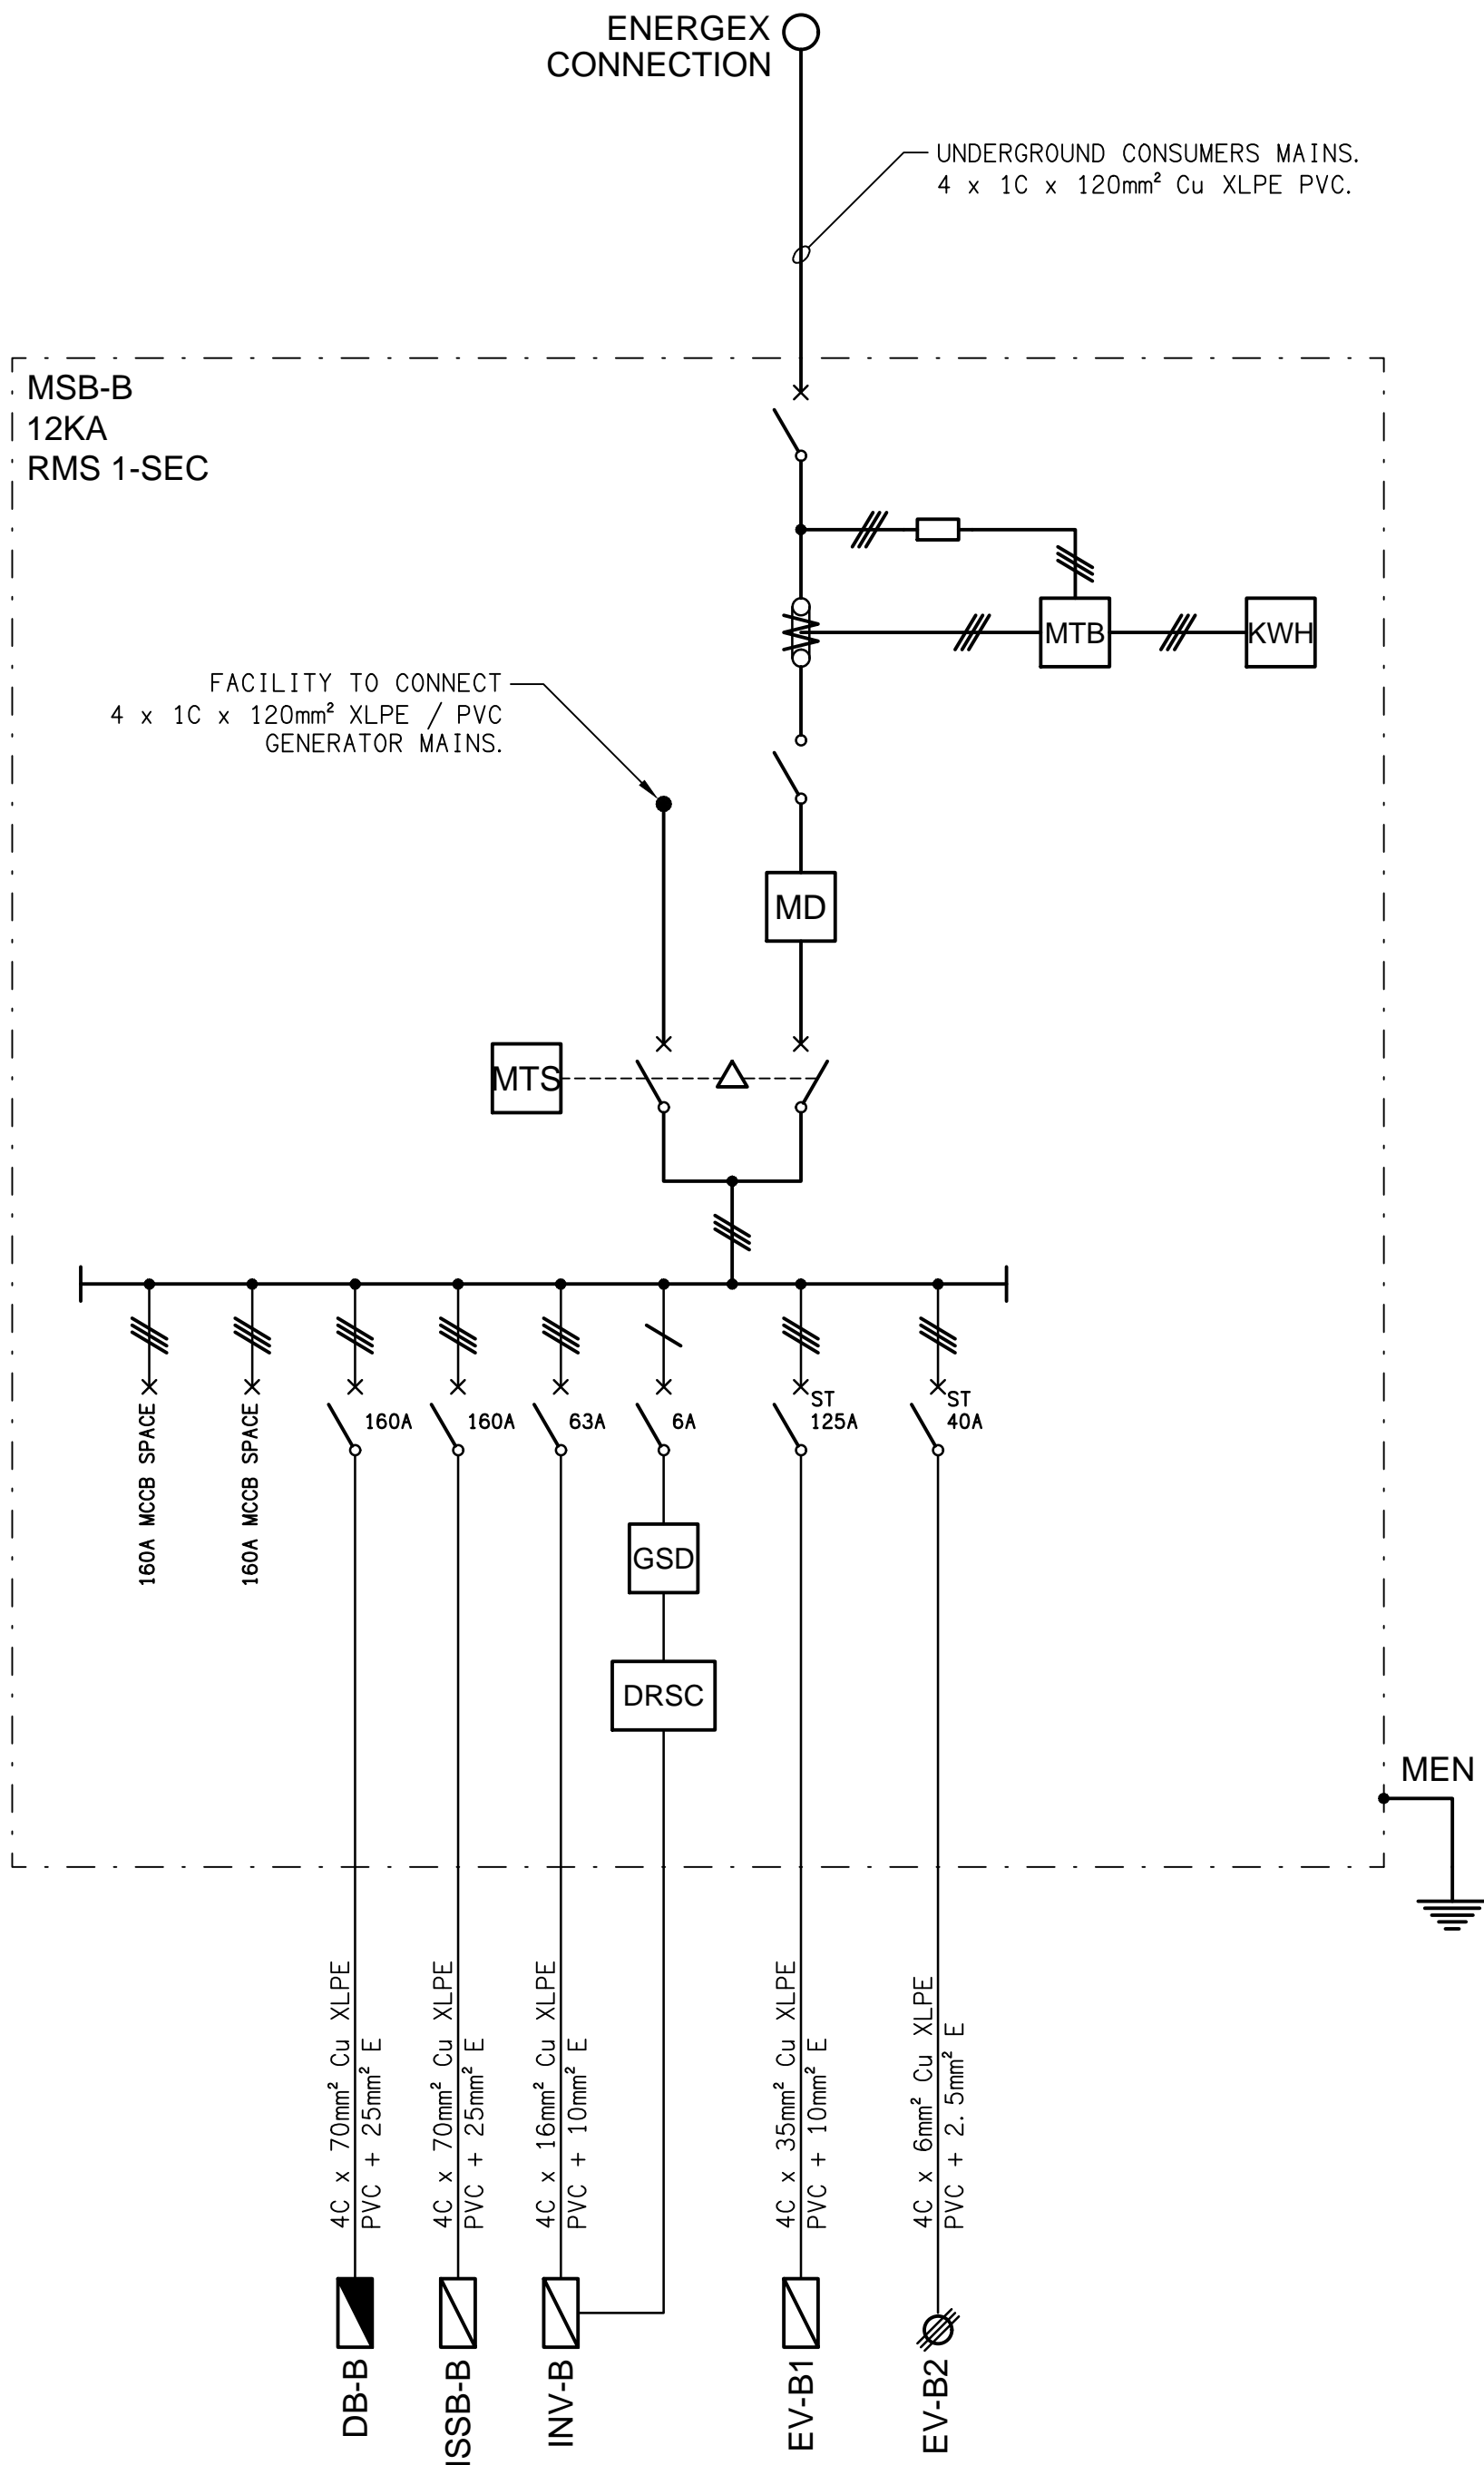 ENERGEX
CONNECTION
UNDERGROUND CONSUMERS MAINS.
4 x 1C x 120mm² Cu XLPE PVC.
MSB-B
12KA
RMS 1-SEC
MTB
KWH
FACILITY TO CONNECT
4 x 1C x 120mm² XLPE / PVC
GENERATOR MAINS.
MD
MTS
160A MCCB SPACE
160A MCCB SPACE
160A
160A
63A
6A
ST
125A
ST
40A
GSD
DRSC
MEN
4C x 70mm² Cu XLPE
PVC + 25mm² E
4C x 70mm² Cu XLPE
PVC + 25mm² E
4C x 16mm² Cu XLPE
PVC + 10mm² E
4C x 35mm² Cu XLPE
PVC + 10mm² E
4C x 6mm² Cu XLPE
PVC + 2.5mm² E
DB-B
ISSB-B
INV-B
EV-B1
EV-B2